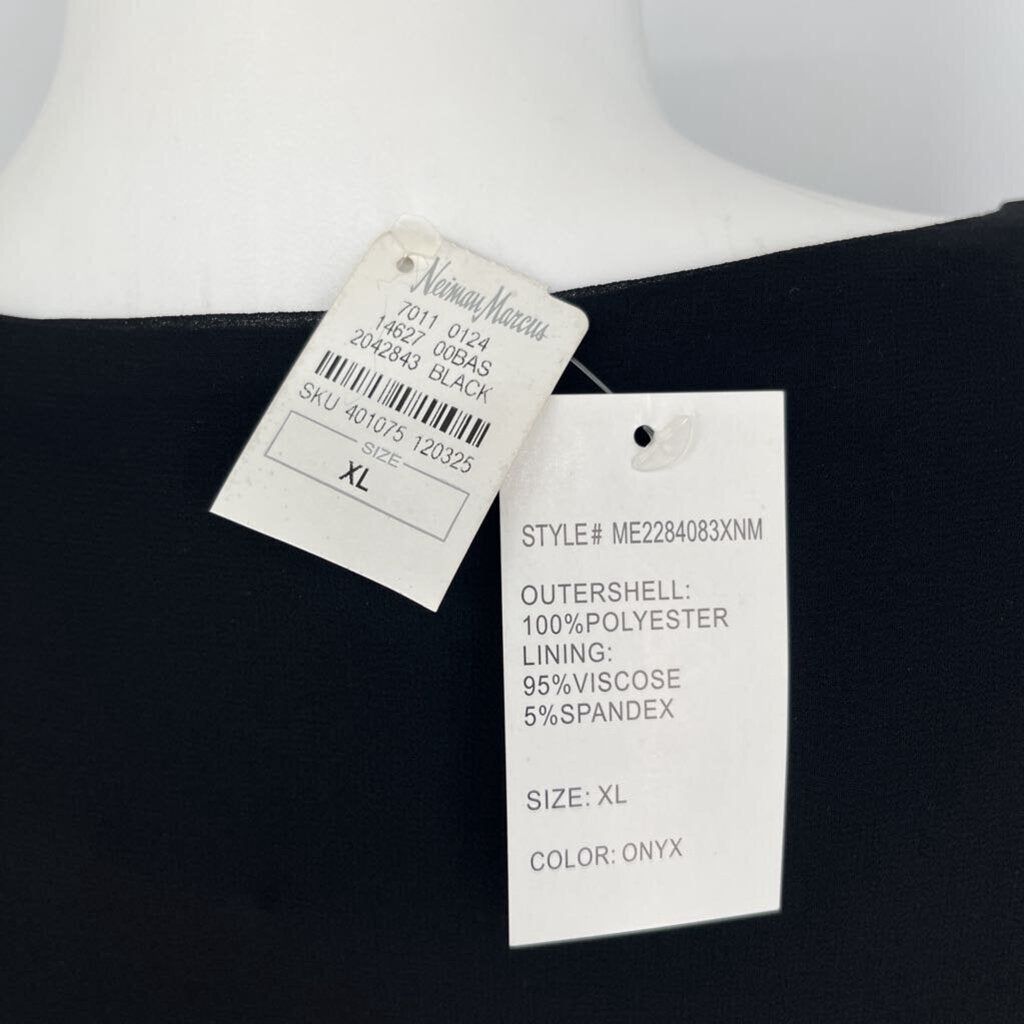 Neiman Marcus
7011 0124
14627 00BAS
2042843 BLACK
SKU 401075 120325
SIZE
XL
STYLE# ME2284083XNM
OUTERSHELL:
100%POLYESTER
LINING:
95%VISCOSE
5%SPANDEX
SIZE: XL
COLOR: ONYX